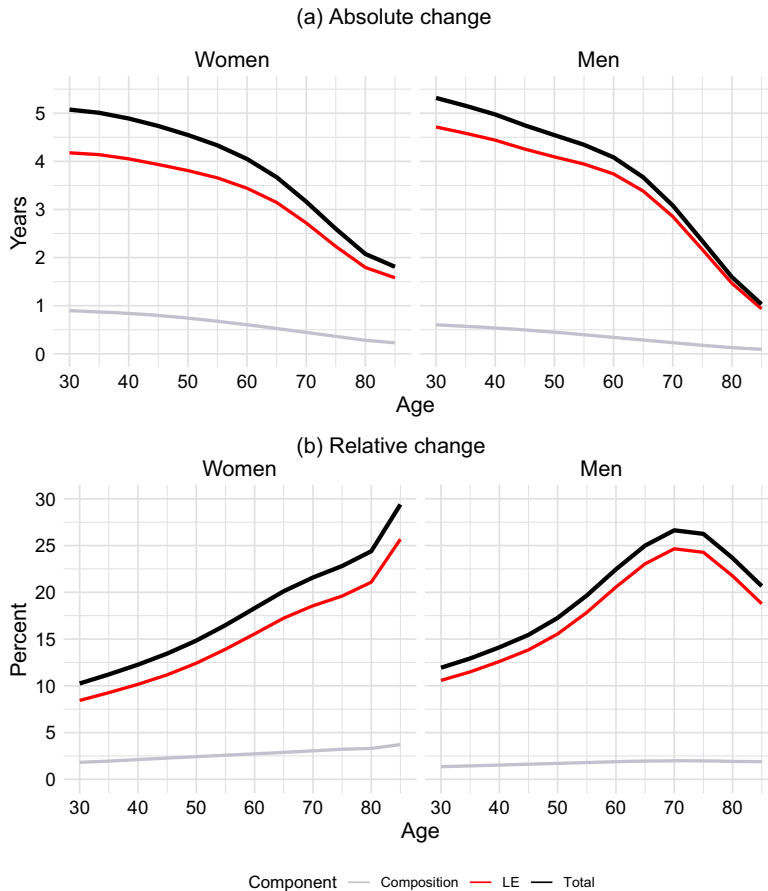 (a) Absolute change
Women
Men
Years
5
4
3
2
1
0
30 40 50 60 70 80
30 40 50 60 70 80
Age
(b) Relative change
Women
Men
Percent
30
25
20
15
10
5
0
30 40 50 60 70 80
30 40 50 60 70 80
Age
Component Composition LE Total